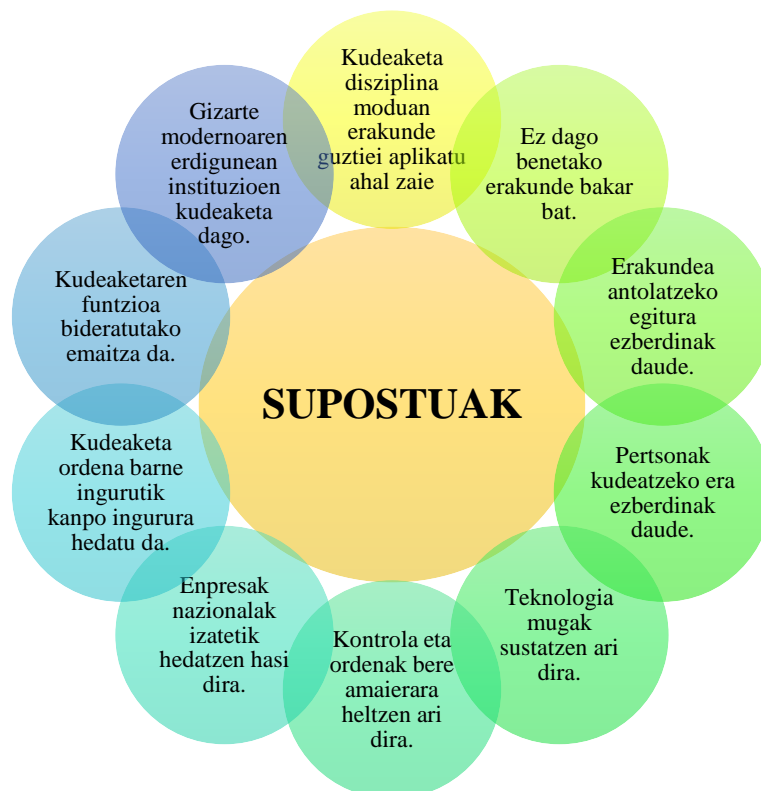 Kudeaketa
disziplina
moduan
erakunde
guztiei aplikatu
ahal zaie
Ez dago
benetako
erakunde bakar
bat.
Erakundea
antolatzeko
egitura
ezberdinak
daude.
Pertsonak
kudeatzeko era
ezberdinak
daude.
Teknologia
mugak
sustatzen ari
dira.
Kontrola eta
ordenak bere
amaierara
heltzen ari
dira.
Enpresak
nazionalak
izatetik
hedatzen hasi
dira.
Kudeaketa
ordena barne
ingurutik
kanpo ingurura
hedatu da.
Kudeaketaren
funtzioa
bideratutako
emaitza da.
Gizarte
modernoaren
erdigunean
instituzioen
kudeaketa
dago.
SUPOSTUAK